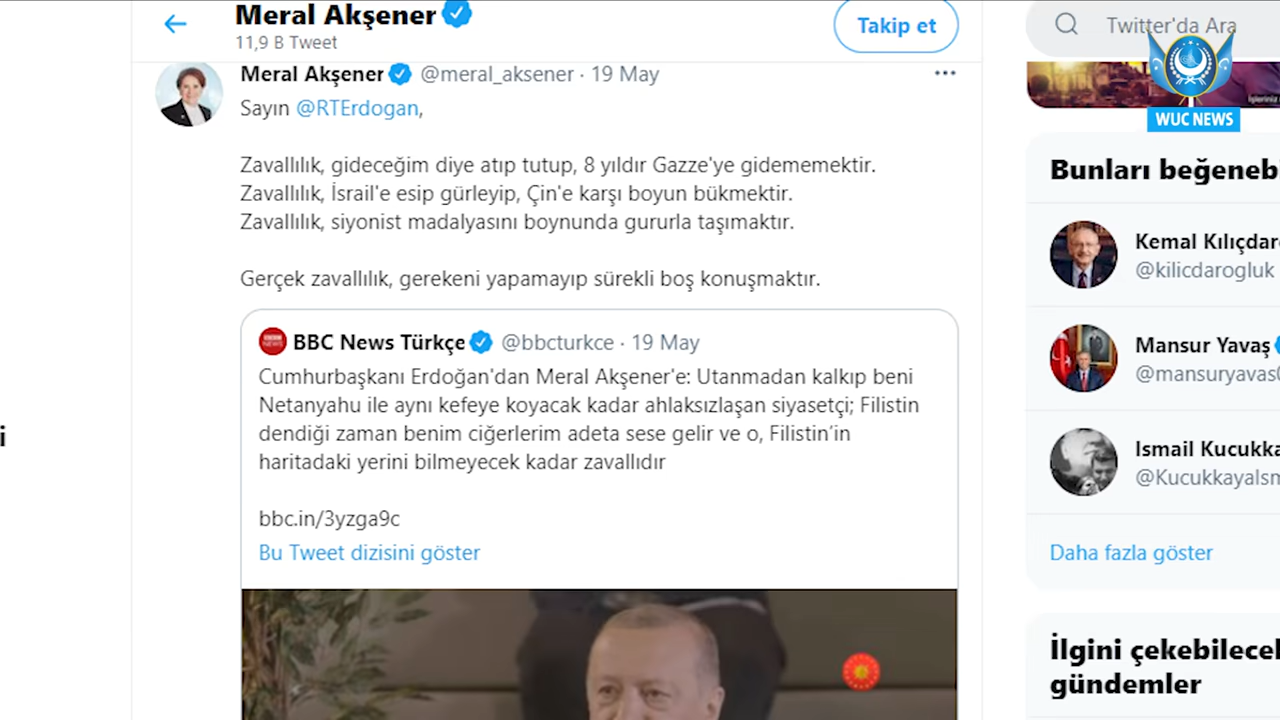 Meral Akşener
11,9 B Tweet
Takip et
Twitter'da Ara
WUC NEWS
Meral Akşener @meral_aksener · 19 May
Sayın @RTErdogan,
Zavallılık, gideceğim diye atıp tutup, 8 yıldır Gazze'ye gidememektir.
Zavallılık, İsrail'e esip gürleyip, Çin'e karşı boyun bükmektir.
Zavallılık, siyonist madalyasını boynunda gururla taşımaktır.
Gerçek zavallılık, gerekeni yapamayıp sürekli boş konuşmaktır.
BBC News Türkçe @bbcturkce · 19 May
Cumhurbaşkanı Erdoğan'dan Meral Akşener'e: Utanmadan kalkıp beni
Netanyahu ile aynı kefeye koyacak kadar ahlaksızlaşan siyasetçi; Filistin
dendiği zaman benim ciğerlerim adeta sese gelir ve o, Filistin’in
haritadaki yerini bilmeyecek kadar zavallıdır
bbc.in/3yzga9c
Bu Tweet dizisini göster
Bunları beğeneb
Kemal Kılıçdar
@kilicdarogluk
Mansur Yavaş
@mansuryavas0
Ismail Kucukka
@KucukkayaIsm
Daha fazla göster
İlgini çekebilecek
gündemler